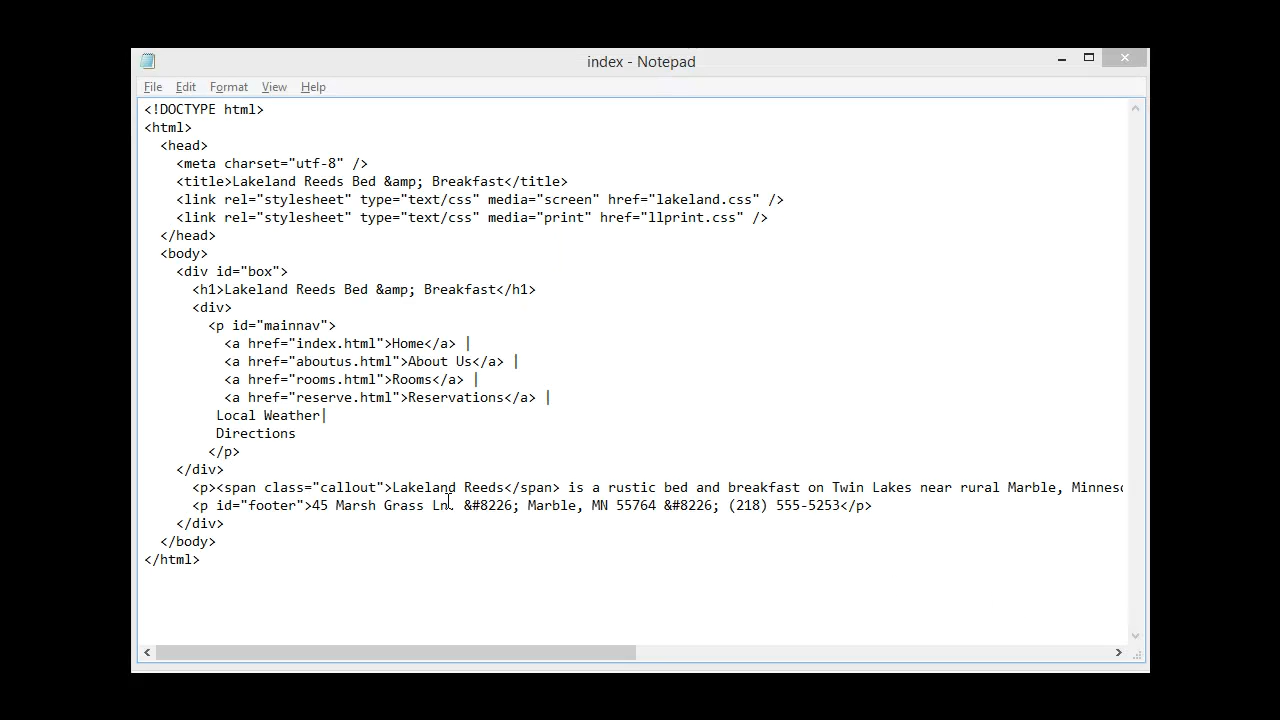 index - Notepad
File Edit Format View Help
<!DOCTYPE html>
<html>
<head>
<meta charset="utf-8" />
<title>Lakeland Reeds Bed &amp; Breakfast</title>
<link rel="stylesheet" type="text/css" media="screen" href="lakeland.css" />
<link rel="stylesheet" type="text/css" media="print" href="llprint.css" />
</head>
<body>
<div id="box">
<h1>Lakeland Reeds Bed &amp; Breakfast</h1>
<div>
<p id="mainnav">
<a href="index.html">Home</a> |
<a href="aboutus.html">About Us</a> |
<a href="rooms.html">Rooms</a> |
<a href="reserve.html">Reservations</a> |
Local Weather|
Directions
</p>
</div>
<p><span class="callout">Lakeland Reeds</span> is a rustic bed and breakfast on Twin Lakes near rural Marble,
<p id="footer">45 Marsh Grass Ln. &#8226; Marble, MN 55764 &#8226; (218) 555-5253</p>
</div>
</body>
</html>